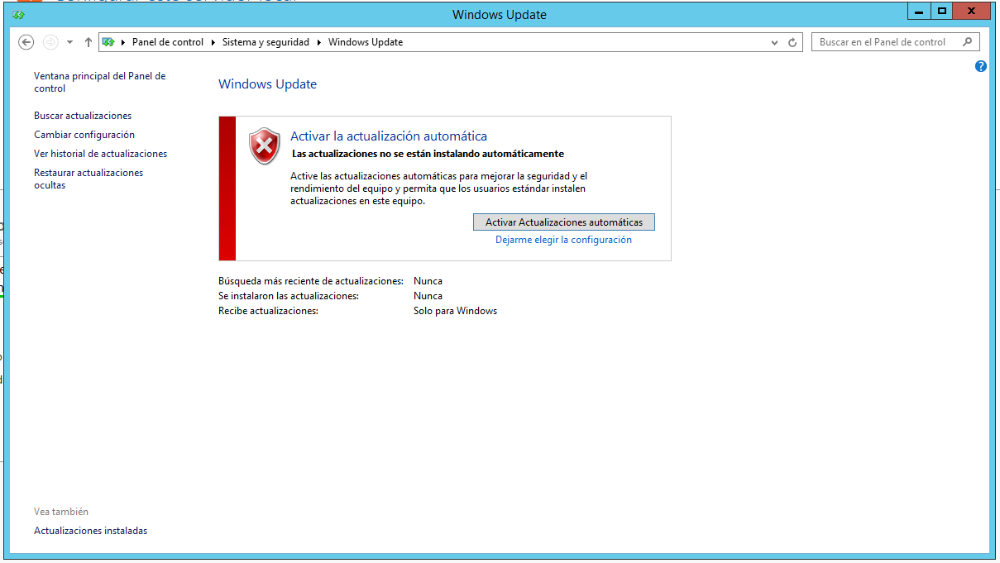 Windows Update
Panel de control
Sistema y seguridad
Windows Update
Buscar en el Panel de control
Ventana principal del Panel de
control
Buscar actualizaciones
Cambiar configuración
Ver historial de actualizaciones
Restaurar actualizaciones
ocultas
Windows Update
Activar la actualización automática
Las actualizaciones no se están instalando automáticamente
Active las actualizaciones automáticas para mejorar la seguridad y el
rendimiento del equipo y permita que los usuarios estándar instalen
actualizaciones en este equipo.
Activar Actualizaciones automáticas
Dejarme elegir la configuración
Búsqueda más reciente de actualizaciones: Nunca
Se instalaron las actualizaciones: Nunca
Recibe actualizaciones: Solo para Windows
Vea también
Actualizaciones instaladas